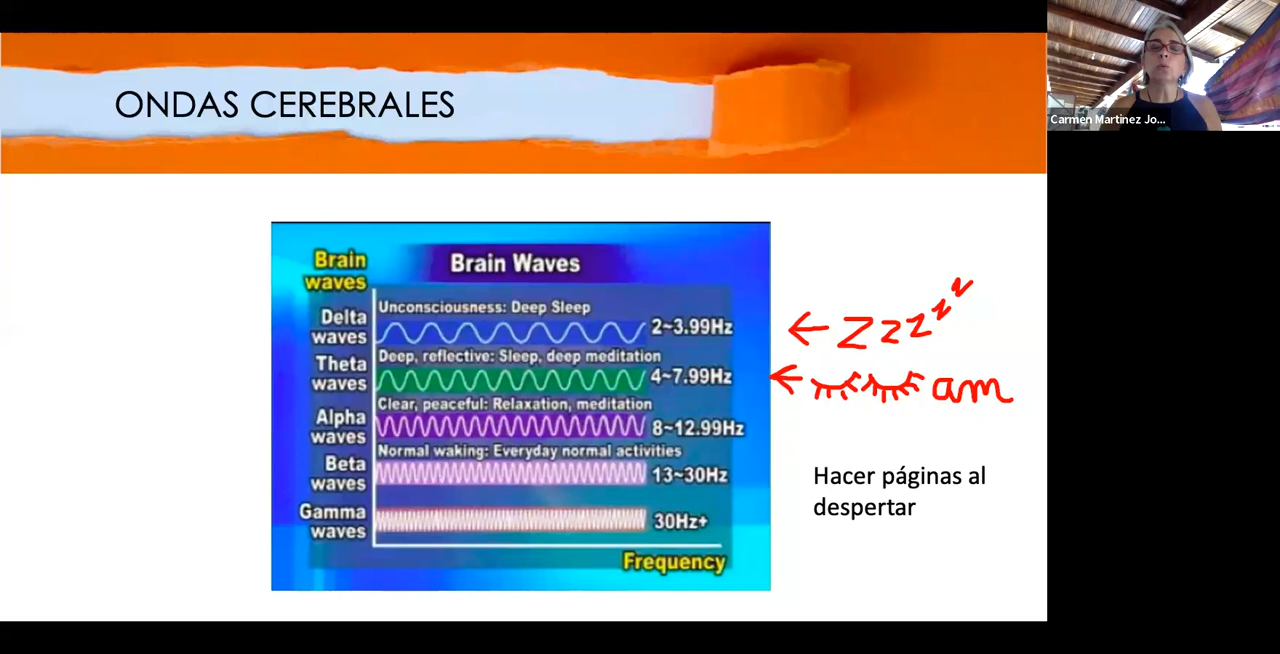 ONDAS CEREBRALES
Carmen Martinez Jo...
Brain
waves
Brain Waves
Delta
waves
Unconsciousness: Deep Sleep
2~3.99Hz
Theta
waves
Deep, reflective: Sleep, deep meditation
4~7.99Hz
Alpha
waves
Clear, peaceful: Relaxation, meditation
8~12.99Hz
Beta
waves
Normal waking: Everyday normal activities
13~30Hz
Gamma
waves
30Hz+
Frequency
← Z z z z z
← am
Hacer páginas al
despertar